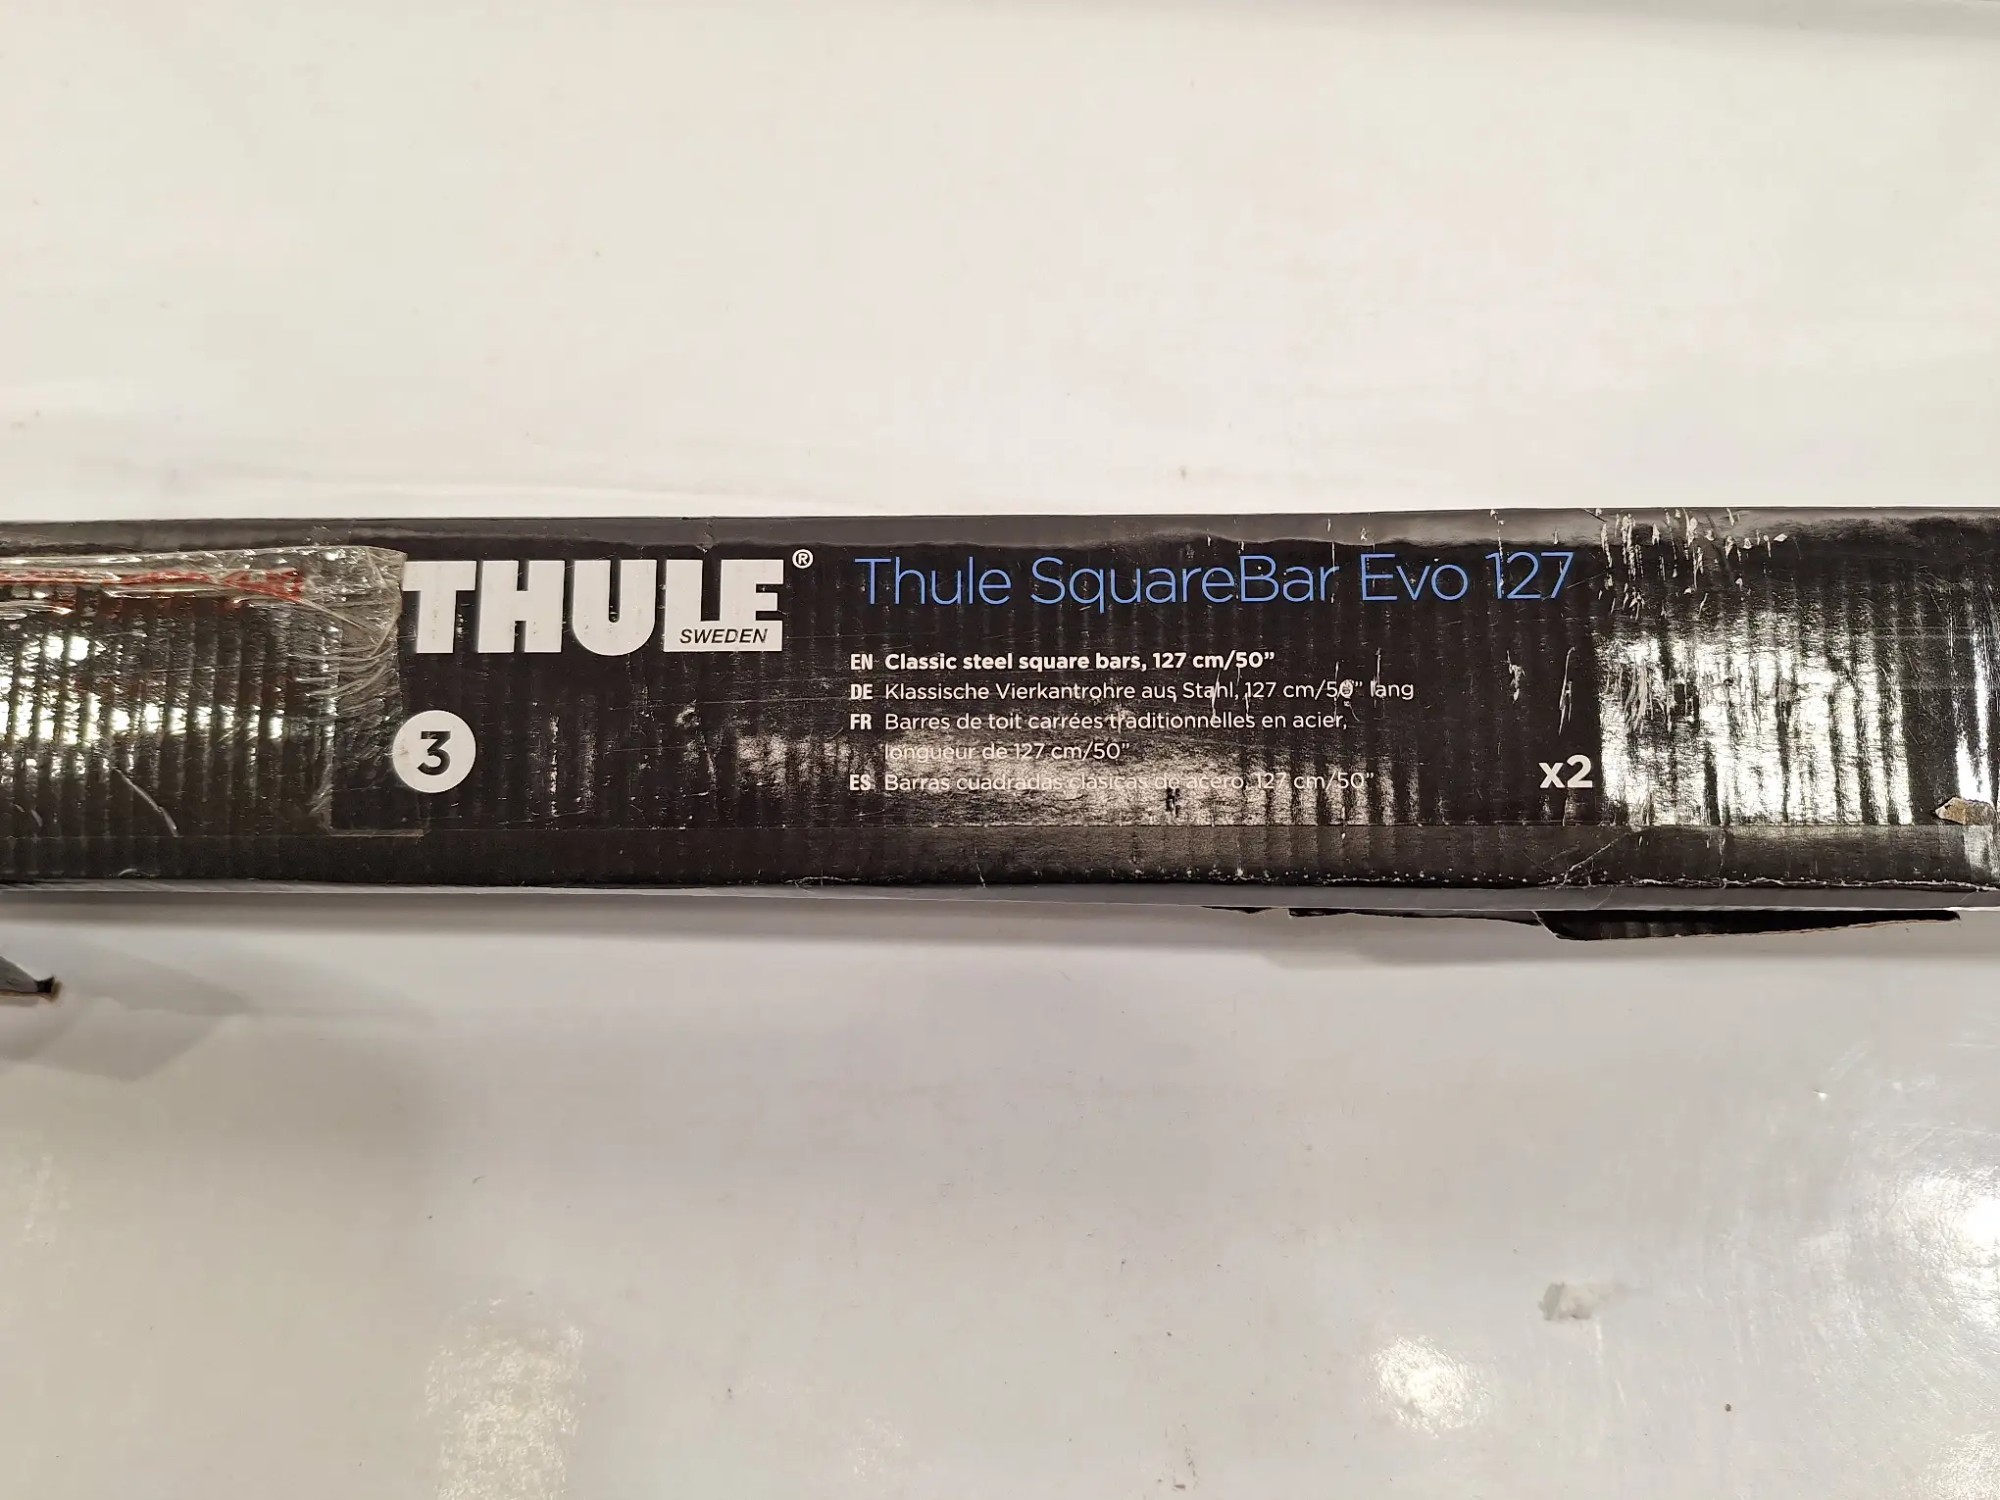 THULE®
SWEDEN
3
Thule SquareBar Evo 127
EN Classic steel square bars, 127 cm/50”
DE Klassische Vierkantrohre aus Stahl, 127 cm/50” lang
FR Barres de toit carrées traditionnelles en acier,
longueur de 127 cm/50”
ES Barras cuadradas clásicas de acero, 127 cm/50”
x2